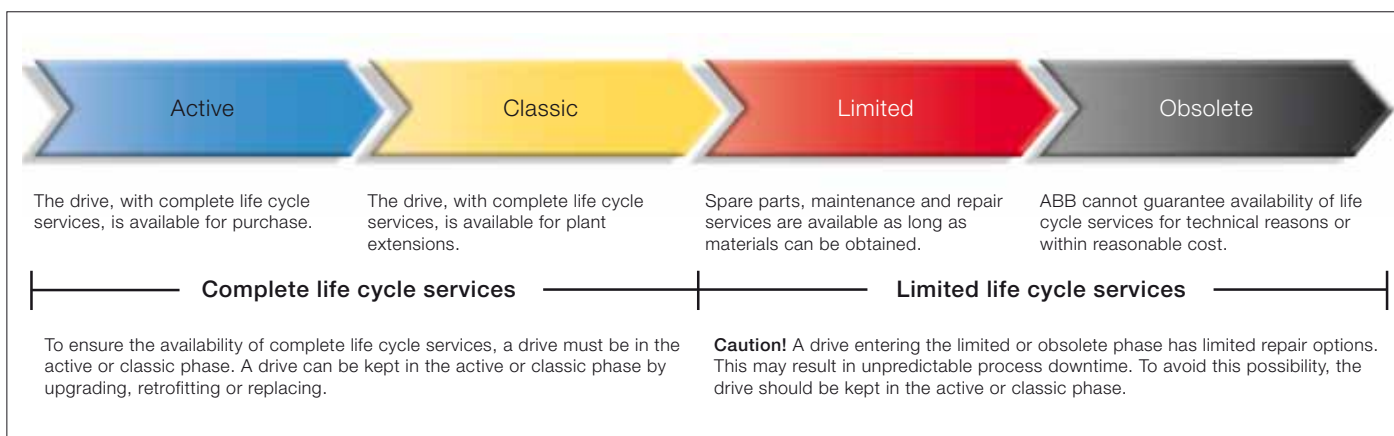 Active
Classic
Limited
Obsolete
The drive, with complete life cycle
services, is available for purchase.
The drive, with complete life cycle
services, is available for plant
extensions.
Spare parts, maintenance and repair
services are available as long as
materials can be obtained.
ABB cannot guarantee availability of life
cycle services for technical reasons or
within reasonable cost.
Complete life cycle services
Limited life cycle services
To ensure the availability of complete life cycle services, a drive must be in the
active or classic phase. A drive can be kept in the active or classic phase by
upgrading, retrofitting or replacing.
Caution! A drive entering the limited or obsolete phase has limited repair options.
This may result in unpredictable process downtime. To avoid this possibility, the
drive should be kept in the active or classic phase.